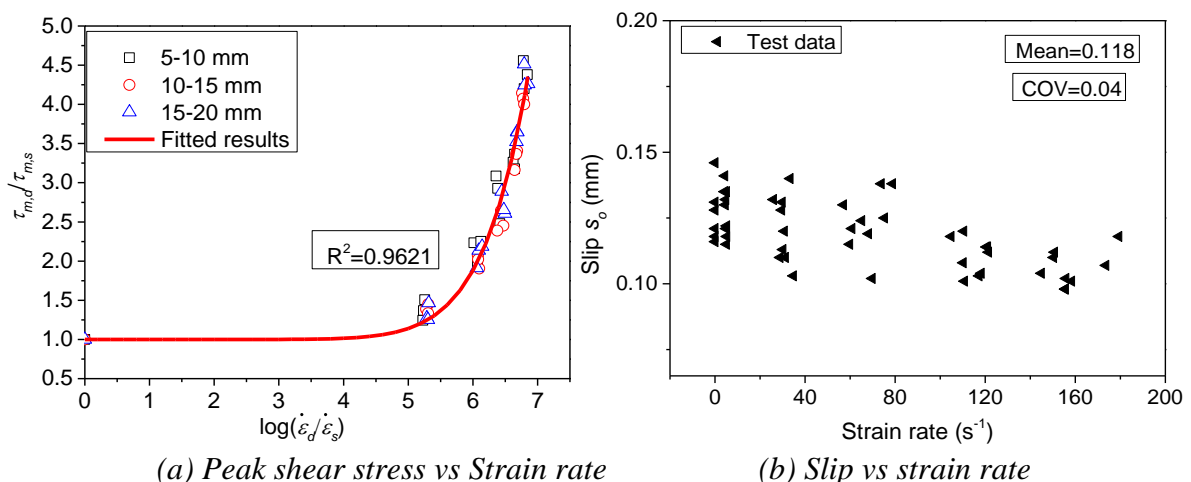 5.0
4.5
4.0
3.5
3.0
2.5
2.0
1.5
1.0
0.5
τm,d/τm,s
5-10 mm
10-15 mm
15-20 mm
Fitted results
R²=0.9621
0 1 2 3 4 5 6 7
log(ε̇d/ε̇s)
(a) Peak shear stress vs Strain rate
0.20
0.15
0.10
Slip so (mm)
Test data
Mean=0.118
COV=0.04
0 40 80 120 160 200
Strain rate (s⁻¹)
(b) Slip vs strain rate